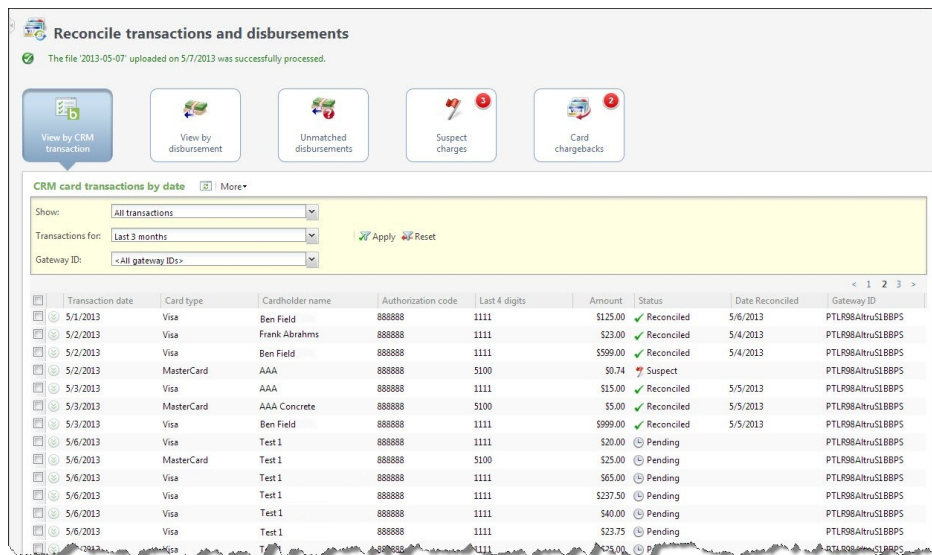 Reconcile transactions and disbursements
The file '2013-05-07' uploaded on 5/7/2013 was successfully processed.
View by CRM transaction
View by disbursement
Unmatched disbursements
3
Suspect charges
2
Card chargebacks
CRM card transactions by date More
Show: All transactions
Transactions for: Last 3 months Apply Reset
Gateway ID: <All gateway IDs>
< 1 2 3 >
Transaction date Card type Cardholder name Authorization code Last 4 digits Amount Status Date Reconciled Gateway ID
5/1/2013 Visa Ben Field 888888 1111 $125.00 Reconciled 5/6/2013 PTLR98AltruS1BBPS
5/2/2013 Visa Frank Abrahms 888888 1111 $23.00 Reconciled 5/4/2013 PTLR98AltruS1BBPS
5/2/2013 Visa Ben Field 888888 1111 $599.00 Reconciled 5/4/2013 PTLR98AltruS1BBPS
5/2/2013 MasterCard AAA 888888 5100 $0.74 Suspect PTLR98AltruS1BBPS
5/3/2013 Visa AAA 888888 1111 $15.00 Reconciled 5/5/2013 PTLR98AltruS1BBPS
5/3/2013 MasterCard AAA Concrete 888888 5100 $5.00 Reconciled 5/5/2013 PTLR98AltruS1BBPS
5/3/2013 Visa Ben Field 888888 1111 $999.00 Reconciled 5/5/2013 PTLR98AltruS1BBPS
5/6/2013 Visa Test 1 888888 1111 $20.00 Pending PTLR98AltruS1BBPS
5/6/2013 MasterCard Test 1 888888 5100 $25.00 Pending PTLR98AltruS1BBPS
5/6/2013 Visa Test 1 888888 1111 $65.00 Pending PTLR98AltruS1BBPS
5/6/2013 Visa Test 1 888888 1111 $237.50 Pending PTLR98AltruS1BBPS
5/6/2013 Visa Test 1 888888 1111 $40.00 Pending PTLR98AltruS1BBPS
5/6/2013 Visa Test 1 888888 1111 $23.75 Pending PTLR98AltruS1BBPS
Visa 1111 $25.00 PTLR98AltruS1BBPS